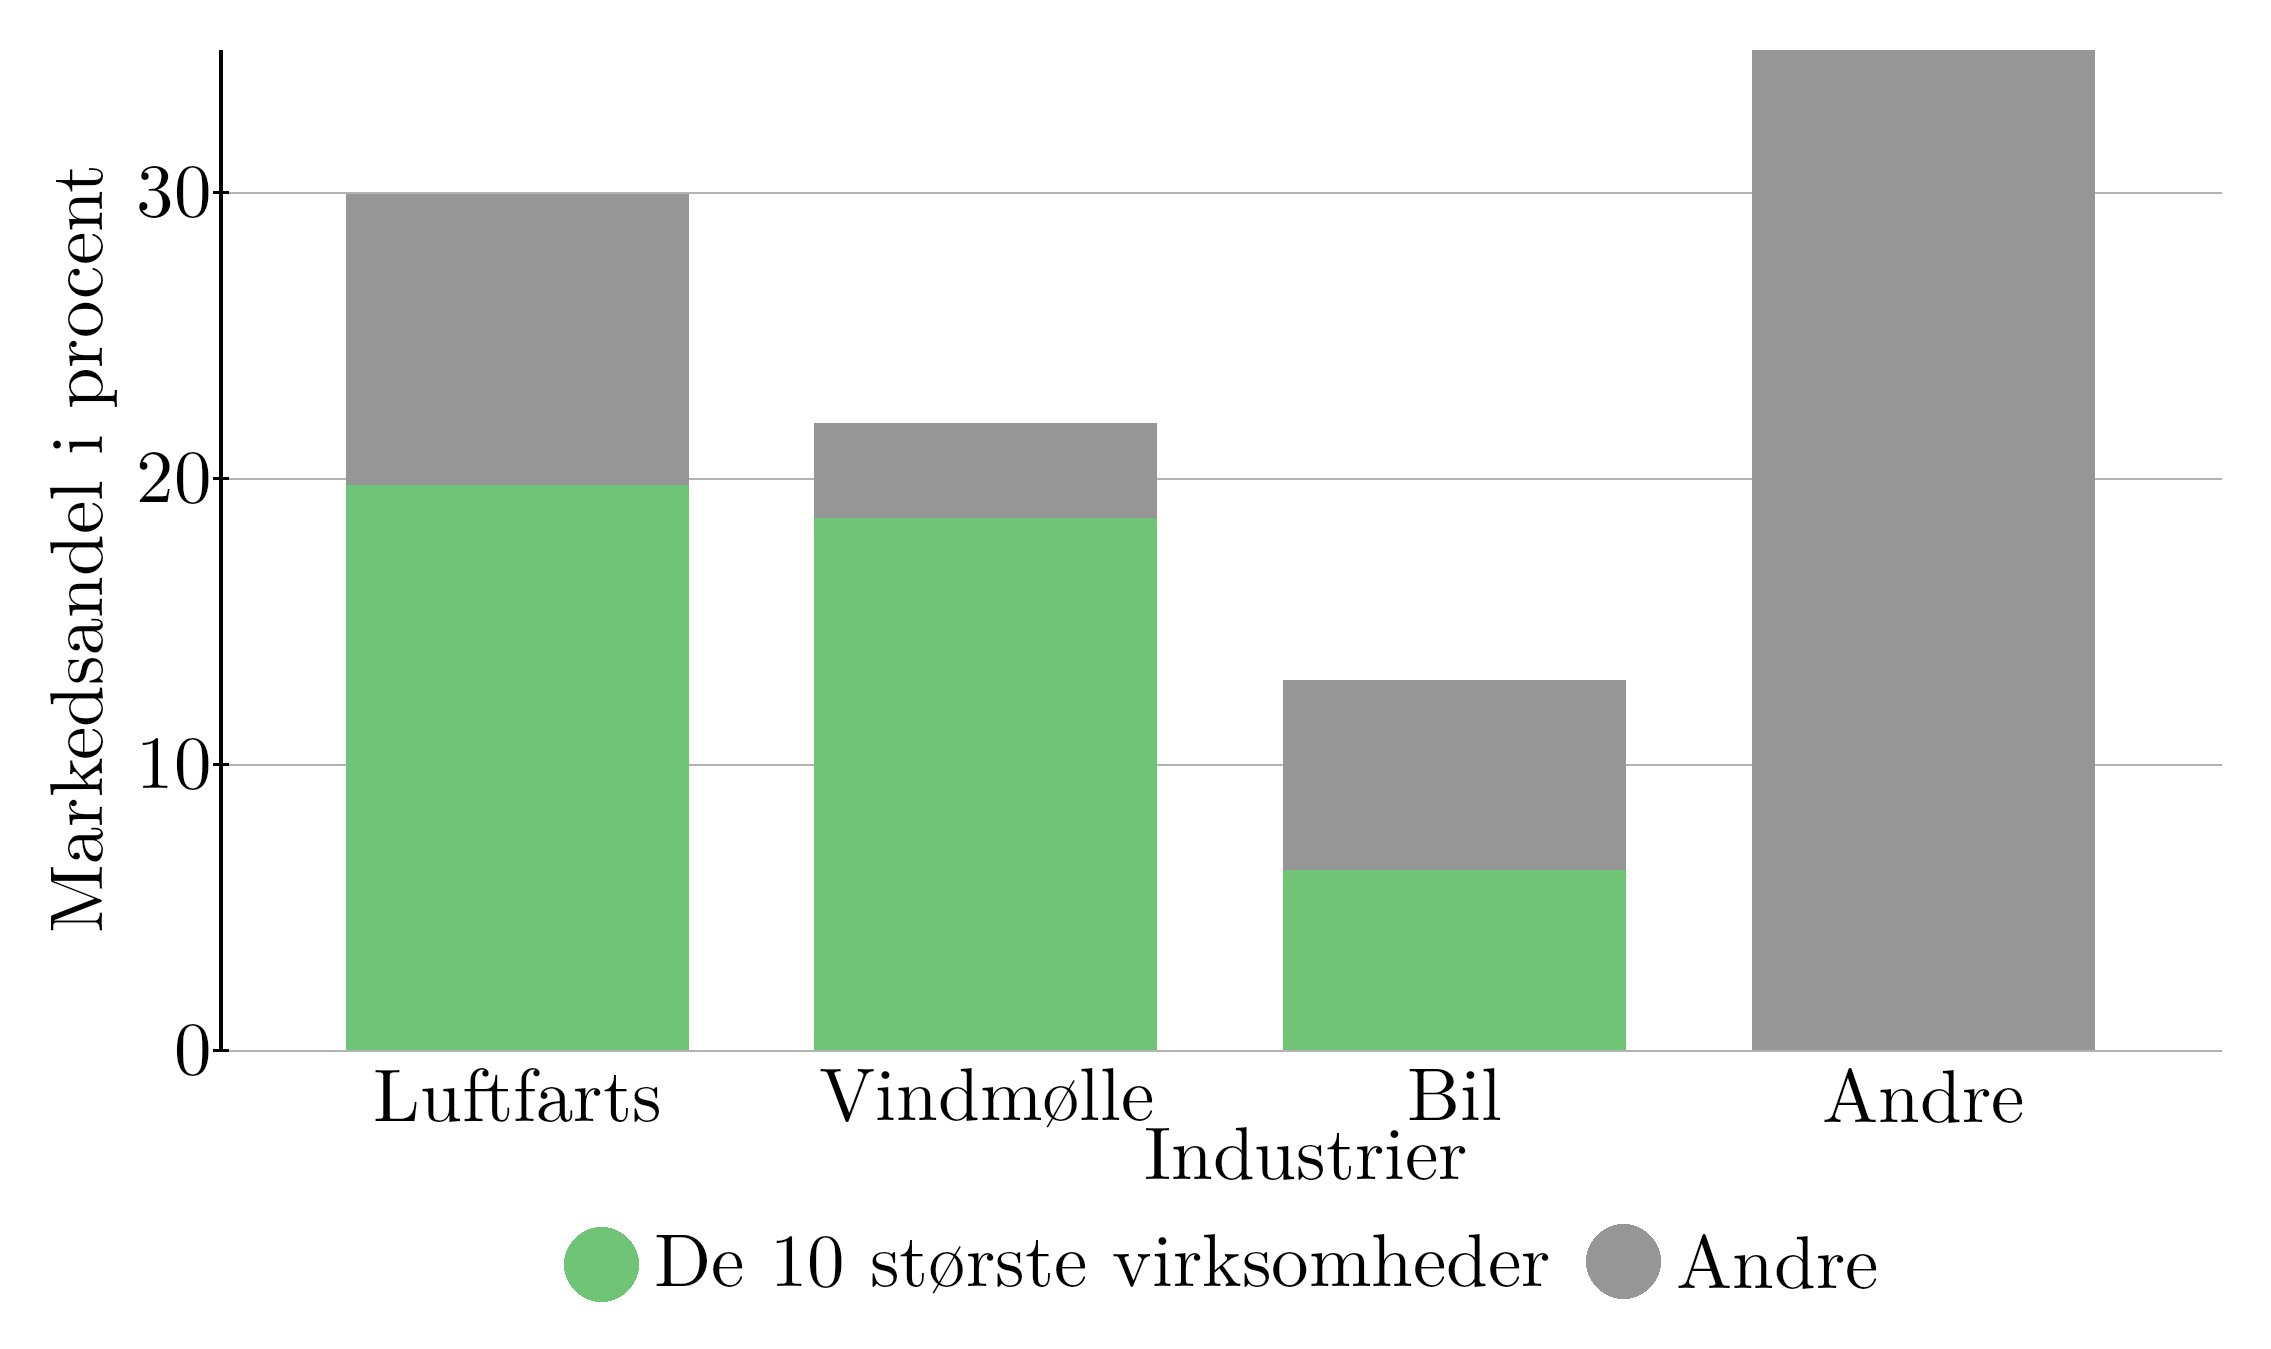 Markedsandel i procent
30
20
10
0
Luftfarts Vindmølle Bil Andre
Industrier
De 10 største virksomheder Andre